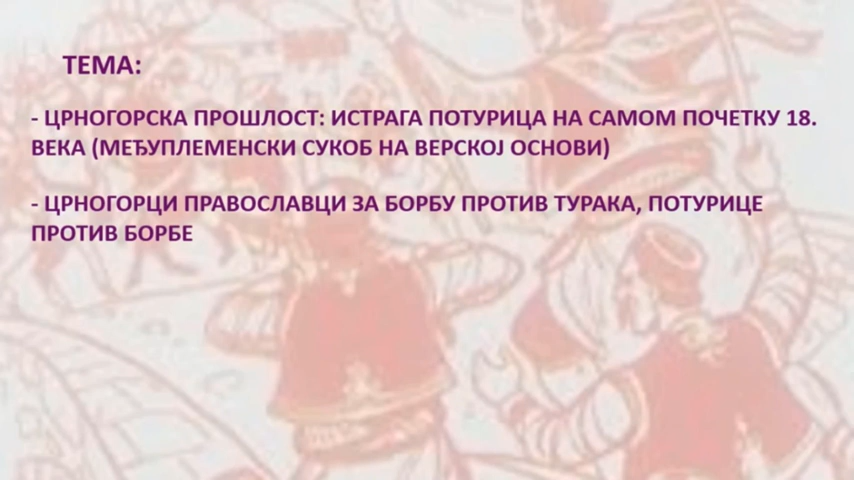 ТЕМА:
- ЦРНОГОРСКА ПРОШЛОСТ: ИСТРАГА ПОТУРИЦА НА САМОМ ПОЧЕТКУ 18.
ВЕКА (МЕЂУПЛЕМЕНСКИ СУКОБ НА ВЕРСКОЈ ОСНОВИ)
- ЦРНОГОРЦИ ПРАВОСЛАВЦИ ЗА БОРБУ ПРОТИВ ТУРАКА, ПОТУРИЦЕ
ПРОТИВ БОРБЕ